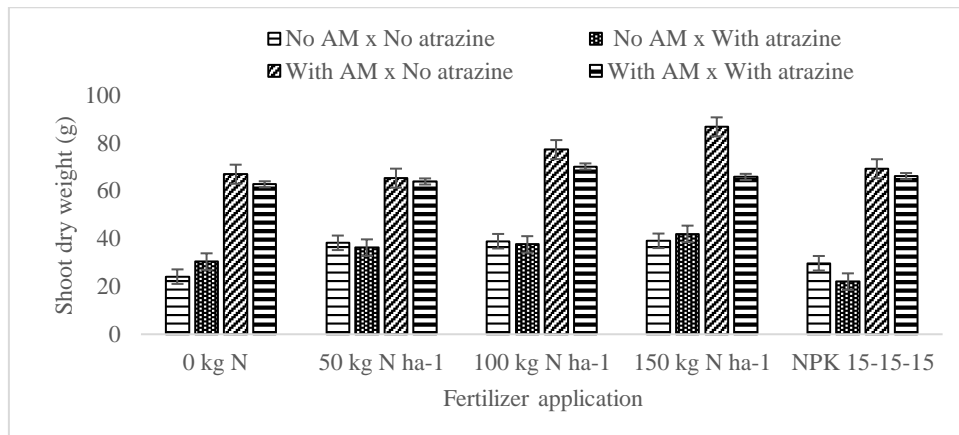 No AM x No atrazine No AM x With atrazine
With AM x No atrazine With AM x With atrazine
100
80
60
40
20
0
Shoot dry weight (g)
0 kg N 50 kg N ha-1 100 kg N ha-1 150 kg N ha-1 NPK 15-15-15
Fertilizer application